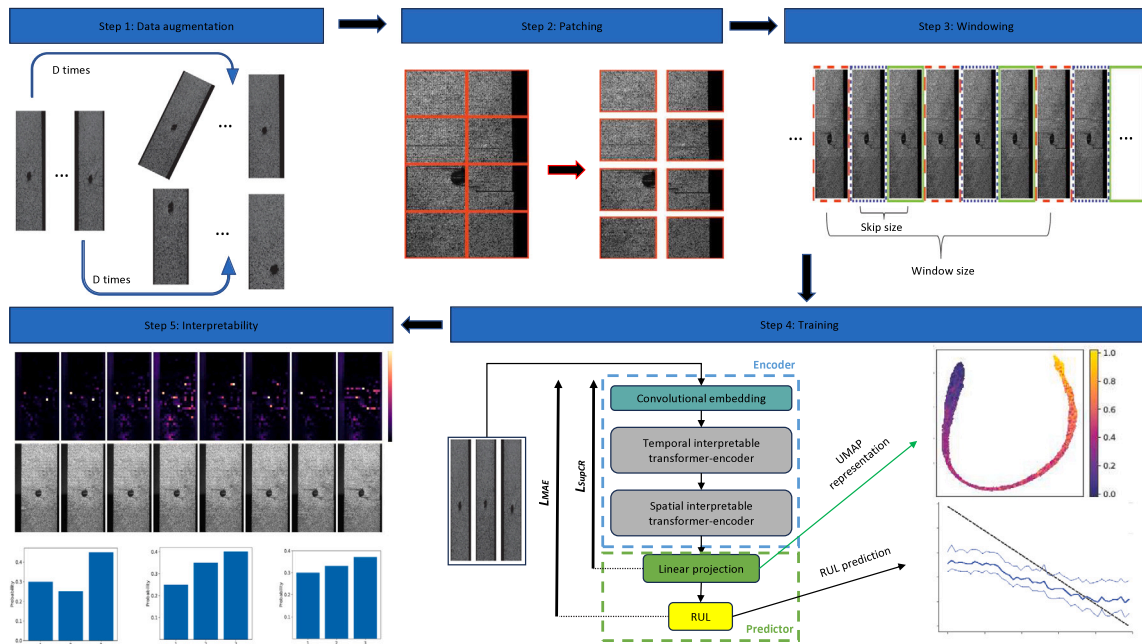 Step 1: Data augmentation
Step 2: Patching
Step 3: Windowing
D times
...
...
...
D times
...
...
Skip size
Window size
Step 5: Interpretability
Step 4: Training
Encoder
Convolutional embedding
Temporal interpretable
transformer-encoder
Spatial interpretable
transformer-encoder
Linear projection
RUL
Predictor
L_MAE
L_SupCR
UMAP
representation
RUL prediction
1.0
0.8
0.6
0.4
0.2
0.0
Probability
0.4
0.3
0.2
0.1
0.0
Probability
0.4
0.3
0.2
0.1
Probability
0.4
0.3
0.2
0.1